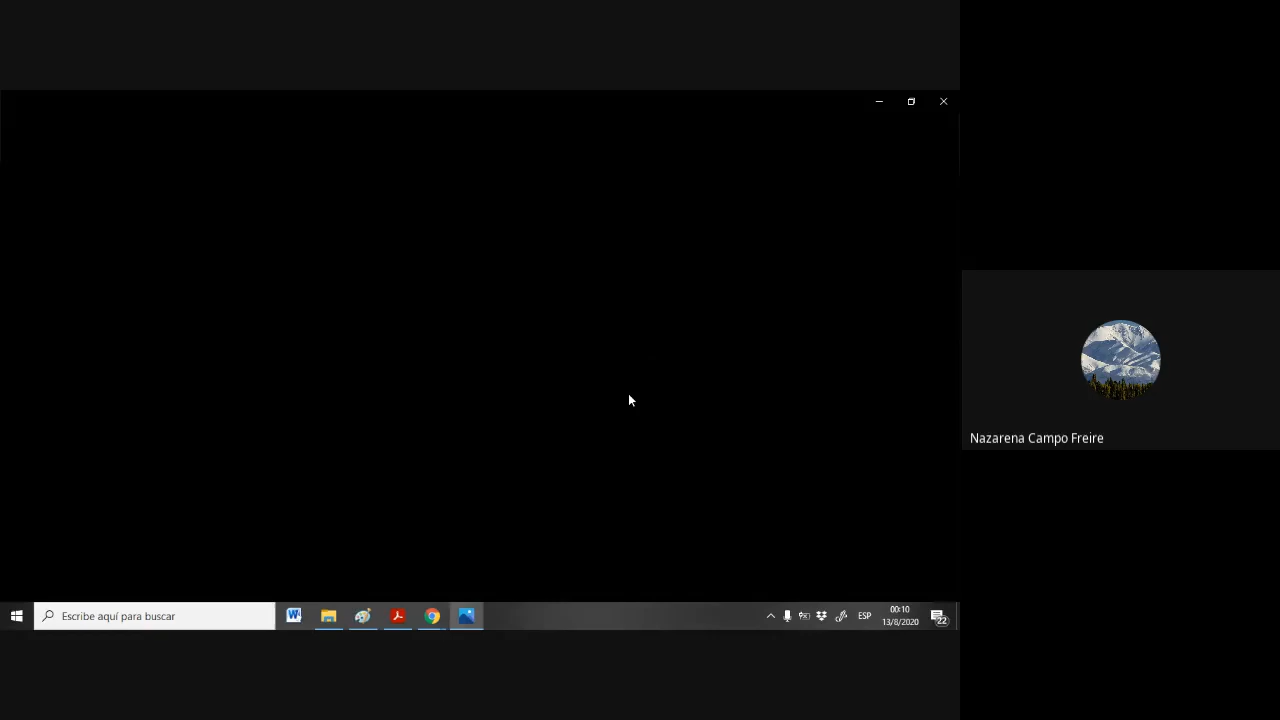 Nazarena Campo Freire
Escribe aquí para buscar
ESP
00:10
13/8/2020
22